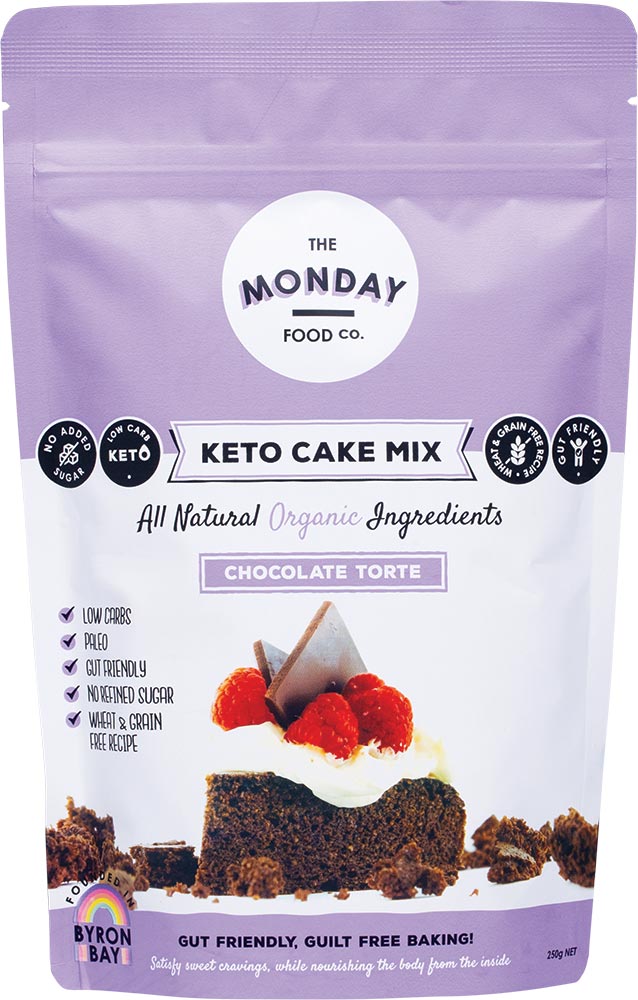 THE
MONDAY
FOOD CO.
NO ADDED SUGAR
LOW CARB
KETO
KETO CAKE MIX
WHEAT & GRAIN FREE RECIPE
GUT FRIENDLY
All Natural Organic Ingredients
CHOCOLATE TORTE
LOW CARBS
PALEO
GUT FRIENDLY
NO REFINED SUGAR
WHEAT & GRAIN
FREE RECIPE
FOUNDED IN
BYRON
BAY
GUT FRIENDLY, GUILT FREE BAKING!
Satisfy sweet cravings, while nourishing the body from the inside
250g NET